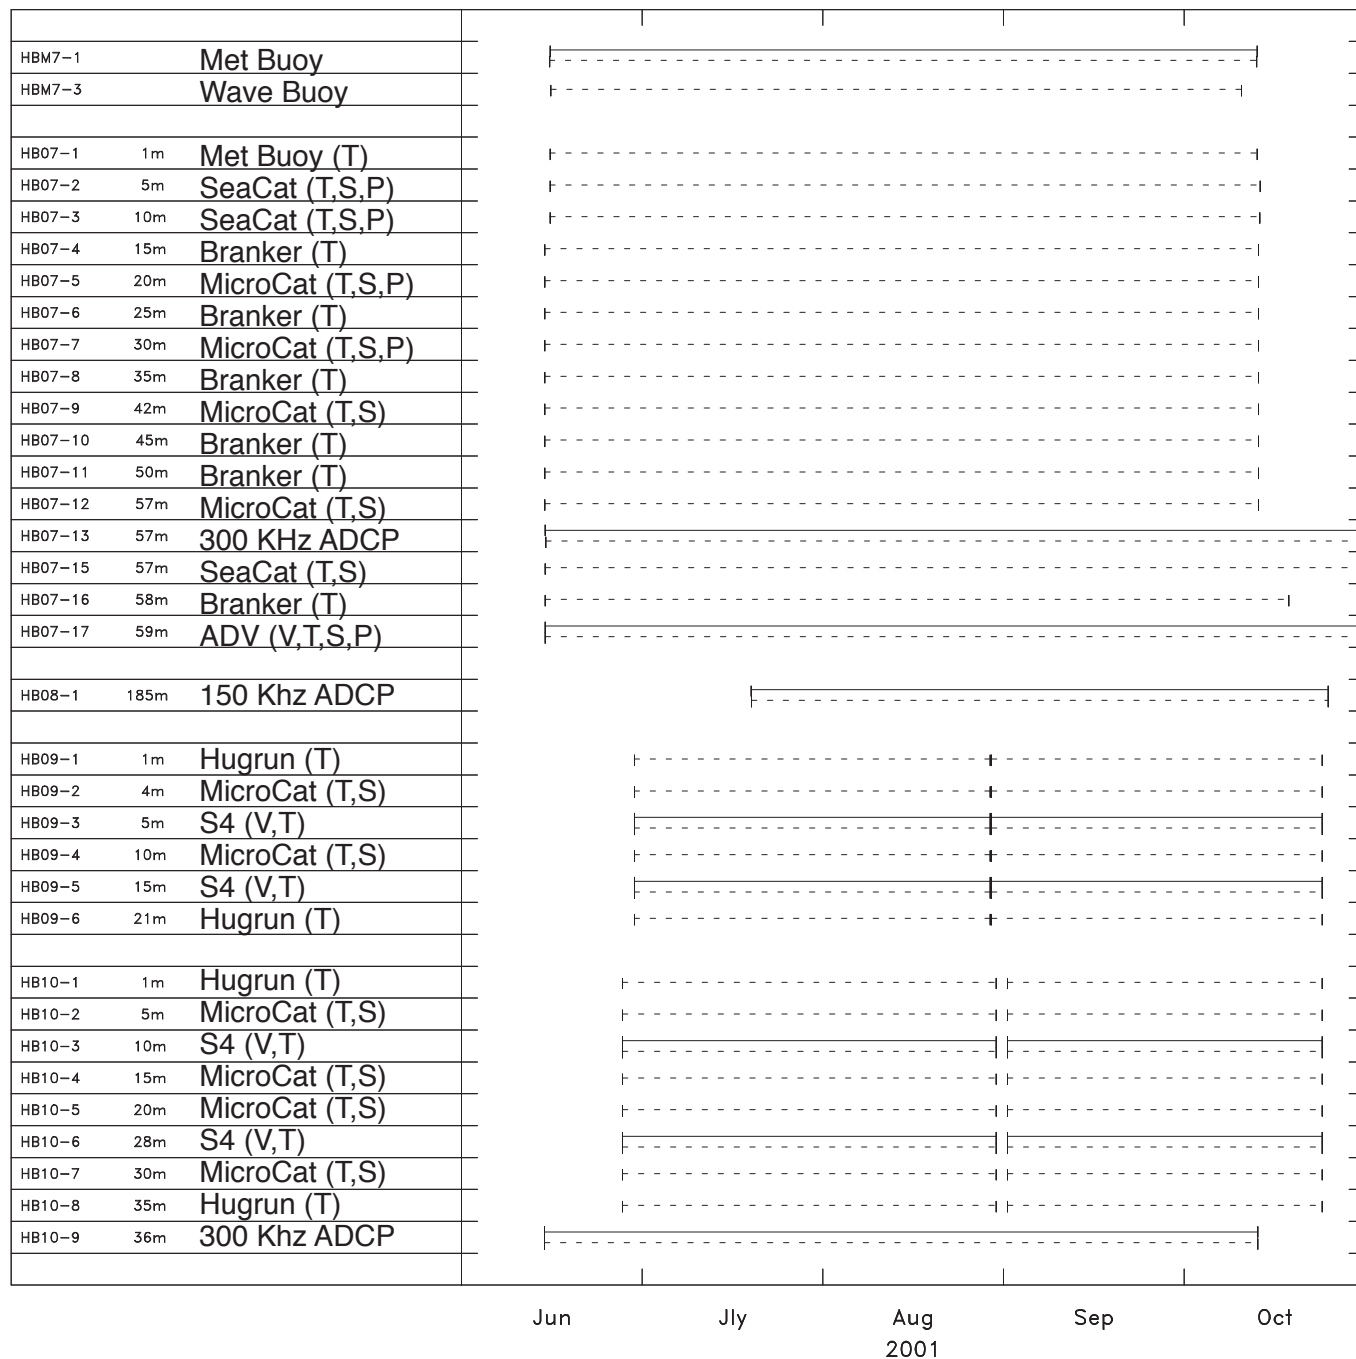 HBM7-1 Met Buoy
HBM7-3 Wave Buoy
HB07-1 1m Met Buoy (T)
HB07-2 5m SeaCat (T,S,P)
HB07-3 10m SeaCat (T,S,P)
HB07-4 15m Branker (T)
HB07-5 20m MicroCat (T,S,P)
HB07-6 25m Branker (T)
HB07-7 30m MicroCat (T,S,P)
HB07-8 35m Branker (T)
HB07-9 42m MicroCat (T,S)
HB07-10 45m Branker (T)
HB07-11 50m Branker (T)
HB07-12 57m MicroCat (T,S)
HB07-13 57m 300 KHz ADCP
HB07-15 57m SeaCat (T,S)
HB07-16 58m Branker (T)
HB07-17 59m ADV (V,T,S,P)
HB08-1 185m 150 Khz ADCP
HB09-1 1m Hugrun (T)
HB09-2 4m MicroCat (T,S)
HB09-3 5m S4 (V,T)
HB09-4 10m MicroCat (T,S)
HB09-5 15m S4 (V,T)
HB09-6 21m Hugrun (T)
HB10-1 1m Hugrun (T)
HB10-2 5m MicroCat (T,S)
HB10-3 10m S4 (V,T)
HB10-4 15m MicroCat (T,S)
HB10-5 20m MicroCat (T,S)
HB10-6 28m S4 (V,T)
HB10-7 30m MicroCat (T,S)
HB10-8 35m Hugrun (T)
HB10-9 36m 300 Khz ADCP
Jun Jly Aug Sep Oct
2001